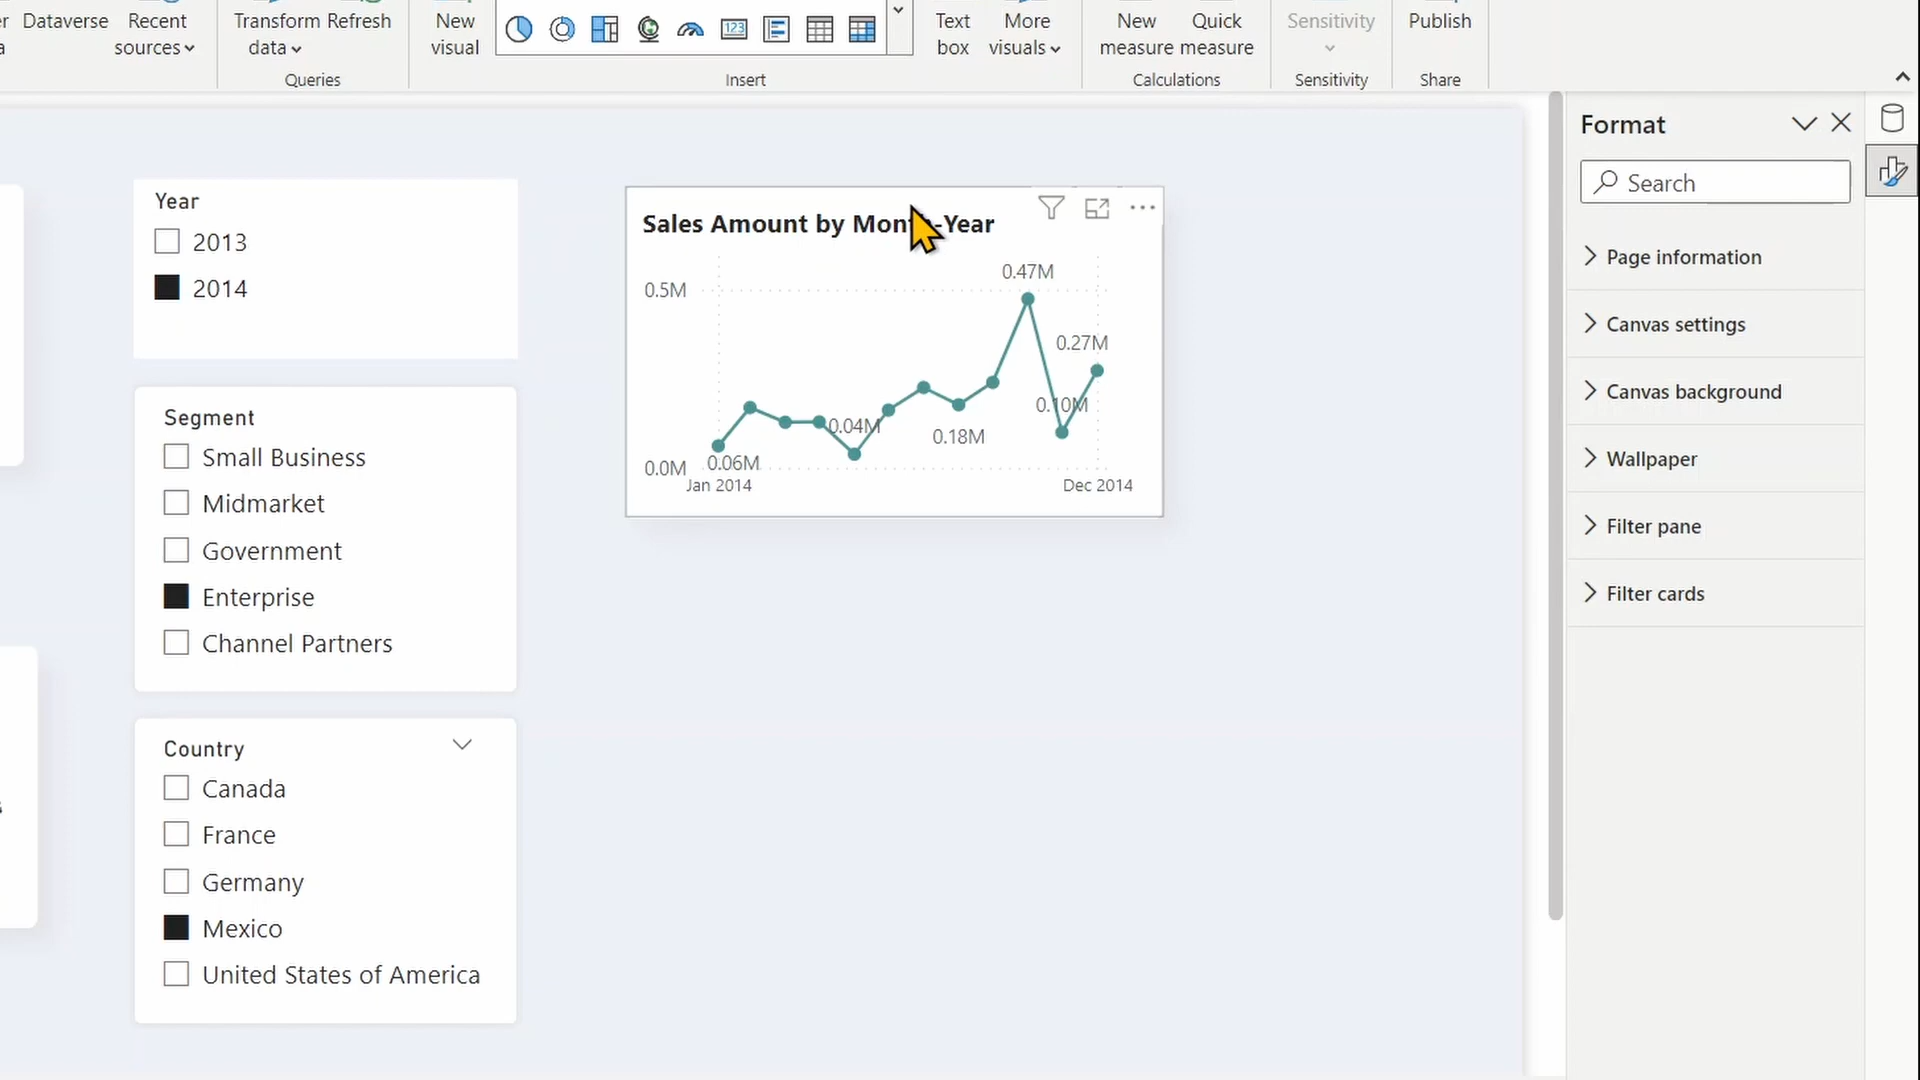 Dataverse
Recent
sources
Transform Refresh
data
Queries
New
visual
123
Insert
Text
box
More
visuals
New
measure
Quick
measure
Calculations
Sensitivity
Sensitivity
Publish
Share
Year
2013
2014
Segment
Small Business
Midmarket
Government
Enterprise
Channel Partners
Country
Canada
France
Germany
Mexico
United States of America
Sales Amount by Month-Year
0.47M
0.5M
0.27M
0.10M
0.04M
0.18M
0.0M
0.06M
Jan 2014
Dec 2014
Format
Search
Page information
Canvas settings
Canvas background
Wallpaper
Filter pane
Filter cards